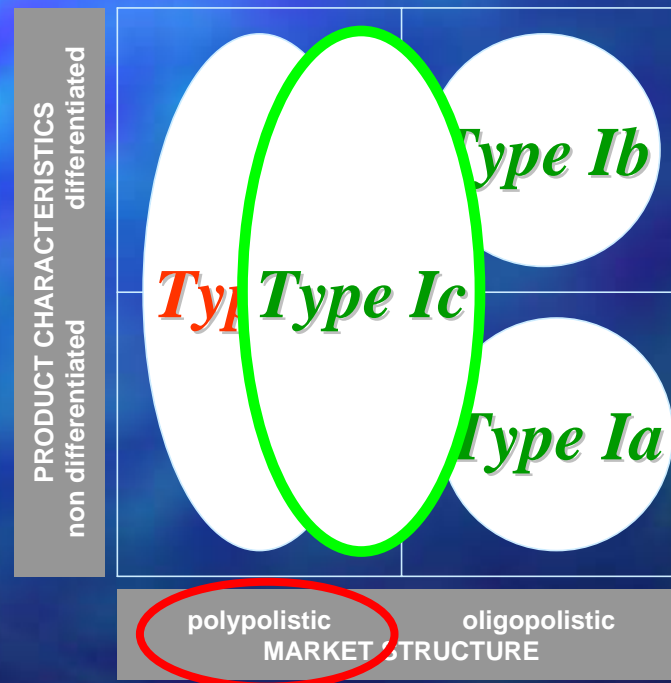 PRODUCT CHARACTERISTICS
non differentiated
differentiated
Type Ib
Type Ic
Type Ia
polypolistic
oligopolistic
MARKET STRUCTURE